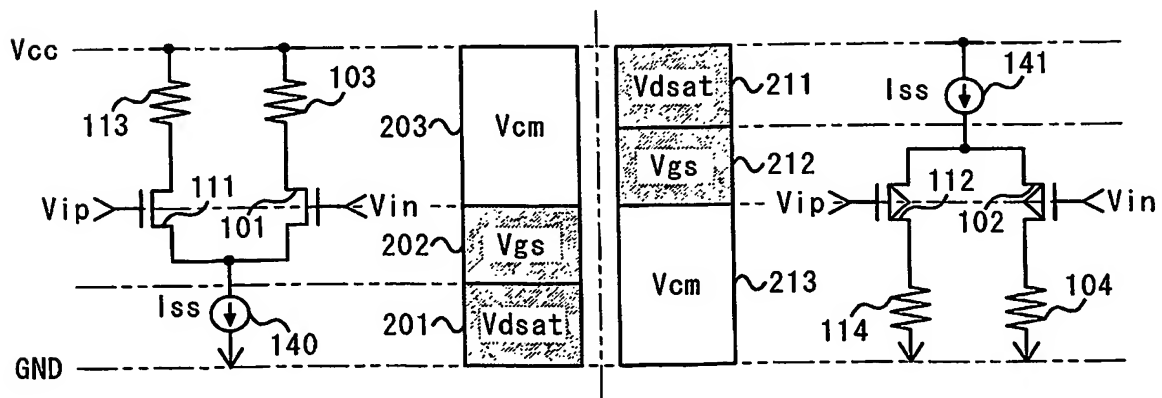 Vcc
113
103
203
Vcm
Vdsat
211
Iss
141
Vgs
212
Vip
111
101
Vin
202
Vgs
Vip
112
102
Vin
Iss
140
201
Vdsat
Vcm
213
114
104
GND